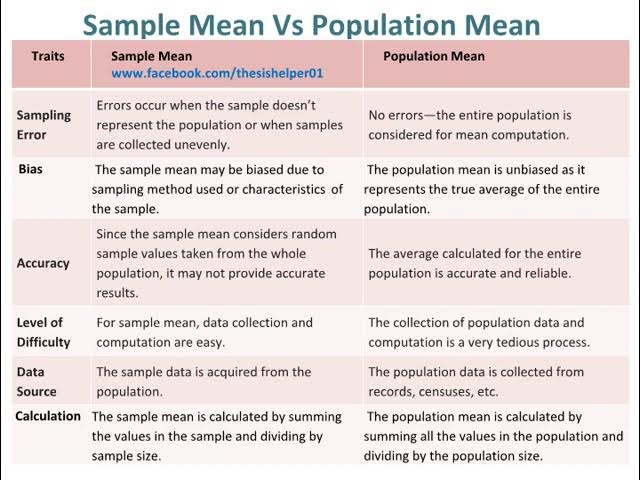 Sample Mean Vs Population Mean
Traits
Sample Mean
www.facebook.com/thesishelper01
Population Mean
Sampling
Error
Errors occur when the sample doesn’t
represent the population or when samples
are collected unevenly.
No errors—the entire population is
considered for mean computation.
Bias
The sample mean may be biased due to
sampling method used or characteristics of
the sample.
The population mean is unbiased as it
represents the true average of the entire
population.
Accuracy
Since the sample mean considers random
sample values taken from the whole
population, it may not provide accurate
results.
The average calculated for the entire
population is accurate and reliable.
Level of
Difficulty
For sample mean, data collection and
computation are easy.
The collection of population data and
computation is a very tedious process.
Data
Source
The sample data is acquired from the
population.
The population data is collected from
records, censuses, etc.
Calculation
The sample mean is calculated by summing
the values in the sample and dividing by
sample size.
The population mean is calculated by
summing all the values in the population and
dividing by the population size.